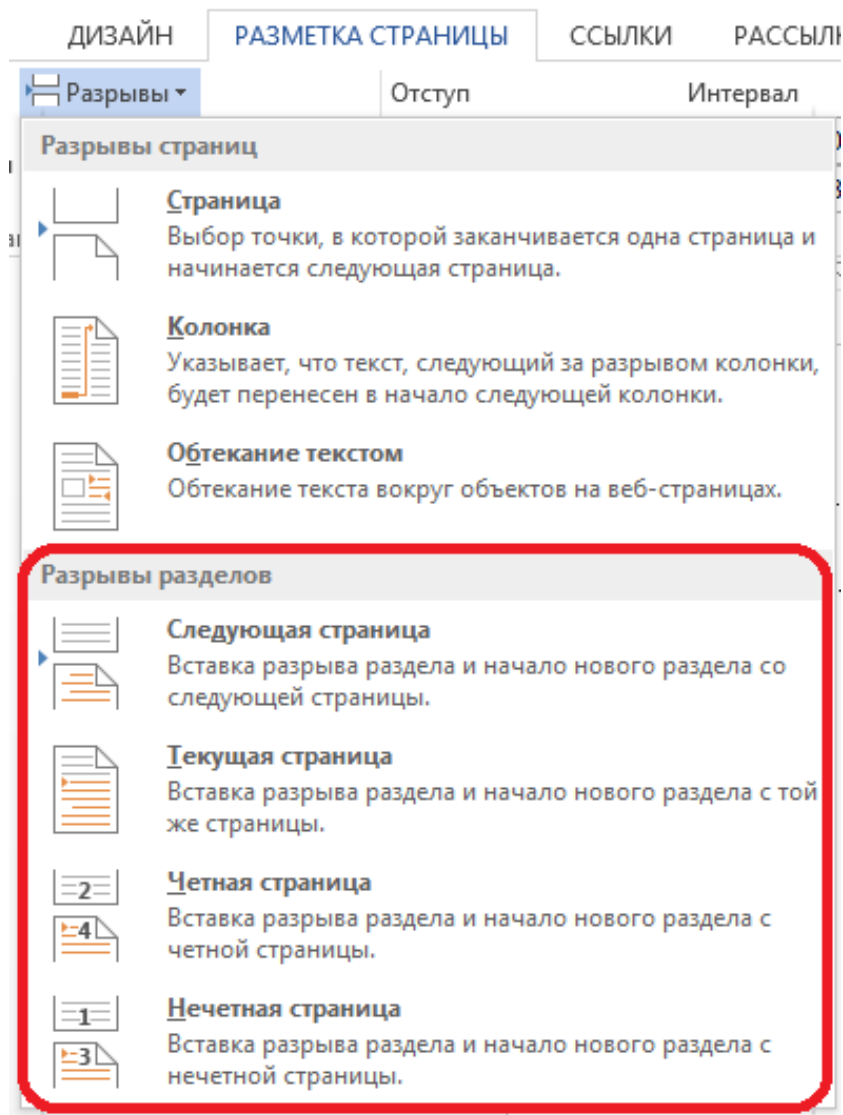 ДИЗАЙН РАЗМЕТКА СТРАНИЦЫ ССЫЛКИ
Разрывы Отступ Интервал
Разрывы страниц
Страница
Выбор точки, в которой заканчивается одна страница и
начинается следующая страница.
Колонка
Указывает, что текст, следующий за разрывом колонки,
будет перенесен в начало следующей колонки.
Обтекание текстом
Обтекание текста вокруг объектов на веб-страницах.
Разрывы разделов
Следующая страница
Вставка разрыва раздела и начало нового раздела со
следующей страницы.
Текущая страница
Вставка разрыва раздела и начало нового раздела с той
же страницы.
2
Четная страница
Вставка разрыва раздела и начало нового раздела с
4
четной страницы.
1
Нечетная страница
Вставка разрыва раздела и начало нового раздела с
3
нечетной страницы.